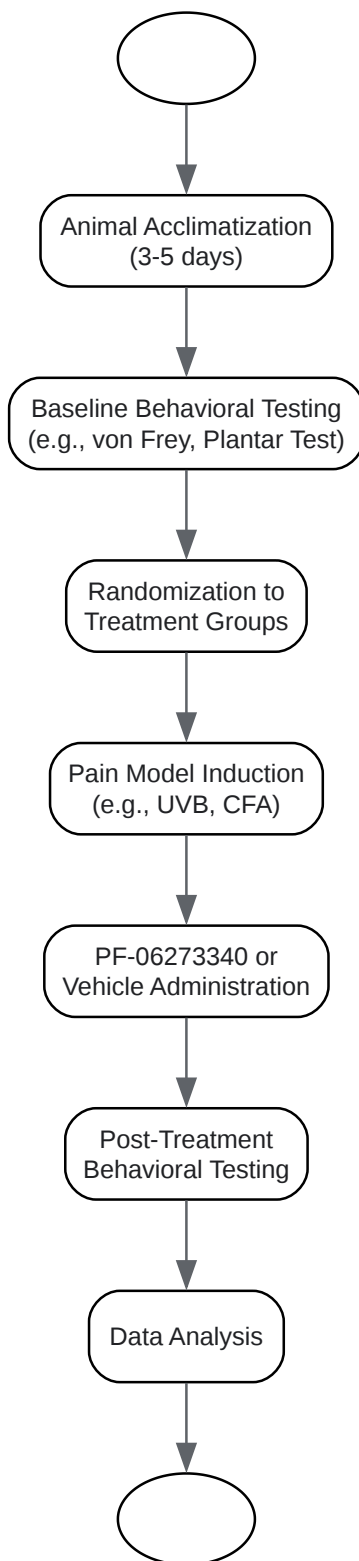 Animal Acclimatization
(3-5 days)
Baseline Behavioral Testing
(e.g., von Frey, Plantar Test)
Randomization to
Treatment Groups
Pain Model Induction
(e.g., UVB, CFA)
PF-06273340 or
Vehicle Administration
Post-Treatment
Behavioral Testing
Data Analysis